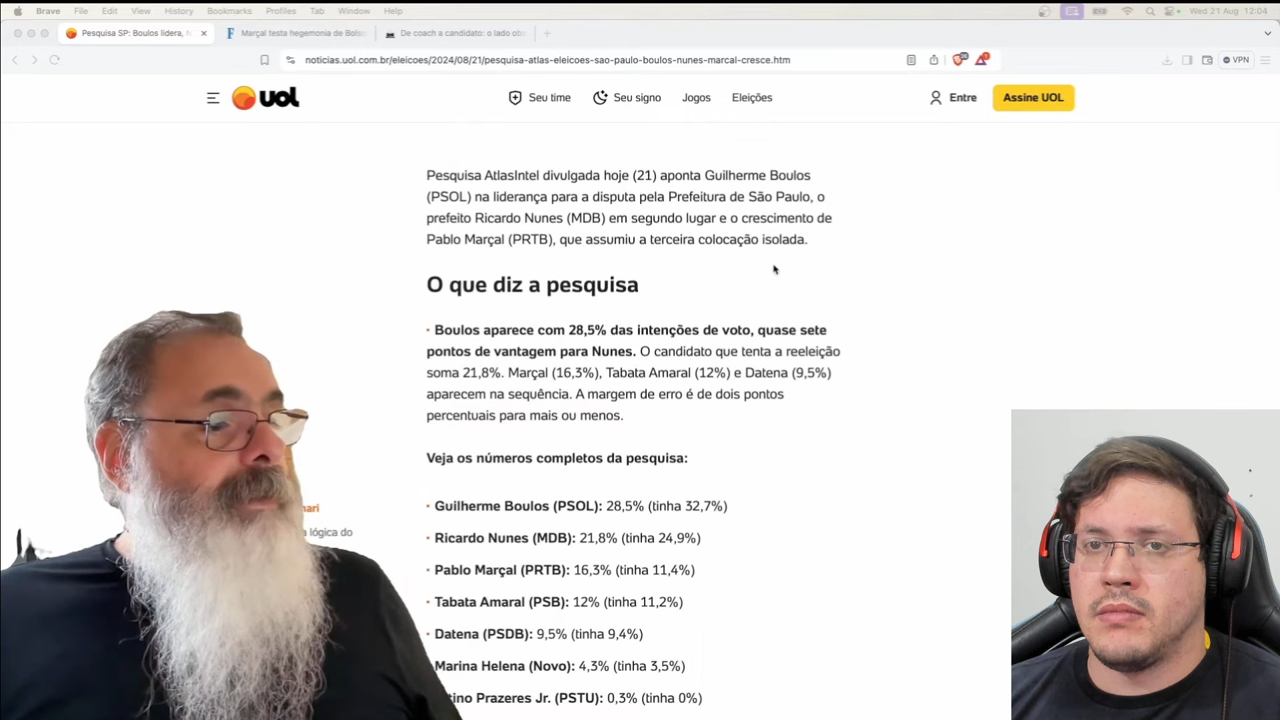 Brave File Edit View History Bookmarks Profiles Tab Window Help
Wed 21 Aug 12:04
Pesquisa SP: Boulos lidera,
Marçal testa hegemonia de Bols
De coach a candidato: o lado
noticias.uol.com.br/eleicoes/2024/08/21/pesquisa-atlas-eleicoes-sao-paulo-boulos-nunes-marcal-cresce.htm
VPN
UOL
Seu time Seu signo Jogos Eleições
Entre
Assine UOL
Pesquisa AtlasIntel divulgada hoje (21) aponta Guilherme Boulos
(PSOL) na liderança para a disputa pela Prefeitura de São Paulo, o
prefeito Ricardo Nunes (MDB) em segundo lugar e o crescimento de
Pablo Marçal (PRTB), que assumiu a terceira colocação isolada.
O que diz a pesquisa
· Boulos aparece com 28,5% das intenções de voto, quase sete
pontos de vantagem para Nunes. O candidato que tenta a reeleição
soma 21,8%. Marçal (16,3%), Tabata Amaral (12%) e Datena (9,5%)
aparecem na sequência. A margem de erro é de dois pontos
percentuais para mais ou menos.
Veja os números completos da pesquisa:
· Guilherme Boulos (PSOL): 28,5% (tinha 32,7%)
· Ricardo Nunes (MDB): 21,8% (tinha 24,9%)
· Pablo Marçal (PRTB): 16,3% (tinha 11,4%)
· Tabata Amaral (PSB): 12% (tinha 11,2%)
· Datena (PSDB): 9,5% (tinha 9,4%)
Marina Helena (Novo): 4,3% (tinha 3,5%)
tino Prazeres Jr. (PSTU): 0,3% (tinha 0%)
nari
lógica do